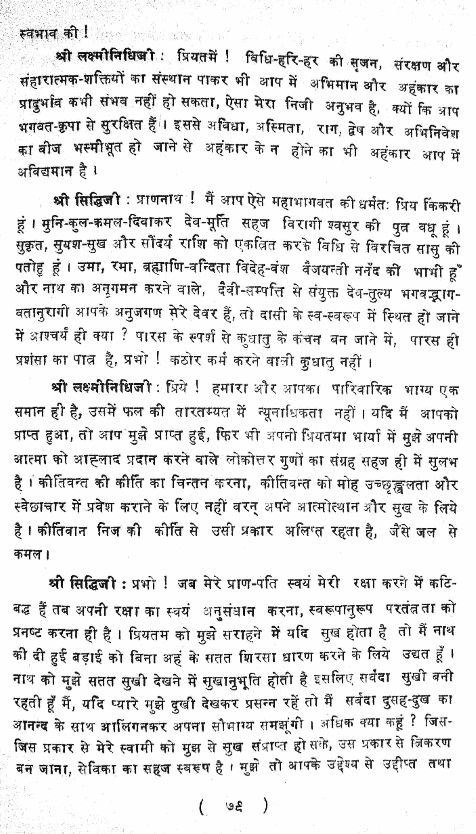 स्वभाव की !
श्री लक्ष्मीनिधिजी : प्रियतमें ! विधि-हरि-हर की सृजन, संरक्षण और
संहारात्मक-शक्तियों का संस्थान पाकर भी आप में अभिमान और अहंकार का
प्रादुर्भाव कभी संभव नहीं हो सकता, ऐसा मेरा निजी अनुभव है, क्यों कि आप
भगवत-कृपा से सुरक्षित हैं । इससे अविधा, अस्मिता, राग, द्वेष और अभिनिवेश
का बीज भस्मीभूत हो जाने से अहंकार के न होने का भी अहंकार आप में
अविद्यमान है ।
श्री सिद्धिजी : प्राणनाथ ! मैं आप ऐसे महाभागवत की धर्मतः प्रिय किंकरी
हूं । मुनि-कुल-कमल-दिवाकर देव-मूर्ति सहज विरागी श्वसुर की पुत्र वधू हूं ।
सुकृत, सुयश-सुख और सौंदर्य राशि को एकत्रित करके विधि से विरचित सासु की
पतोहू हूं । उमा, रमा, ब्रह्माणि-वन्दिता विदेह-वंश वैजयन्ती ननँद की भाभी हूँ
और नाथ का अनुगमन करने वाले, दैवी-सम्पत्ति से संयुक्त देव-तुल्य भगवद्भाग-
वतानुरागी आपके अनुजगण मेरे देवर हैं, तो दासी के स्व-स्वरूप में स्थित हो जाने
में आश्चर्य ही क्या ? पारस के स्पर्श से कुधातु के कंचन बन जाने में, पारस ही
प्रशंसा का पात्र है, प्रभो ! कठोर कर्म करने वाली कुधातु नहीं ।
श्री लक्ष्मीनिधिजी : प्रिये ! हमारा और आपका पारिवारिक भाग्य एक
समान ही है, उसमें फल की तारतम्यता में न्यूनाधिकता नहीं । यदि मैं आपको
प्राप्त हुआ, तो आप मुझे प्राप्त हुई, फिर भी अपनी प्रियतमा भार्या में मुझे अपनी
आत्मा को आह्लाद प्रदान करने वाले लोकोत्तर गुणों का संग्रह सहज ही में सुलभ
है । कीर्तिवन्त की कीर्ति का चिन्तन करना, कीर्तिवन्त को मोह उच्छृङ्खलता और
स्वेछाचार में प्रवेश कराने के लिए नहीं वरन् अपने आत्मोत्थान और सुख के लिये
है । कीर्तिवान निज की कीर्ति से उसी प्रकार अलिप्त रहता है, जैसे जल से
कमल ।
श्री सिद्धिजी : प्रभो ! जब मेरे प्राण-पति स्वयं मेरी रक्षा करने में कटि-
बद्ध हैं तब अपनी रक्षा का स्वयं अनुसंधान करना, स्वरूपानुरूप परतंत्रता को
प्रनष्ट करना ही है । प्रियतम को मुझे सराहने में यदि सुख होता है तो मैं नाथ
की दी हुई बड़ाई को बिना अहं के सतत शिरसा धारण करने के लिये उद्यत हूँ ।
नाथ को मुझे सतत सुखी देखने में सुखानुभूति होती है इसलिए सर्वदा सुखी बनी
रहती हूँ मैं, यदि प्यारे मुझे दुखी देखकर प्रसन्न रहें तो मैं सर्वदा दुसह-दुख का
आनन्द के साथ आलिंगनकर अपना सौभाग्य समझूंगी । अधिक क्या कहूं ? जिस-
जिस प्रकार से मेरे स्वामी को मुझ से सुख संप्राप्त हो सके, उस प्रकार से त्रिकरण
बन जाना, सेविका का सहज स्वरूप है । मुझे तो आपके उद्देश्य से उद्दीप्त तथा
( ७९ )